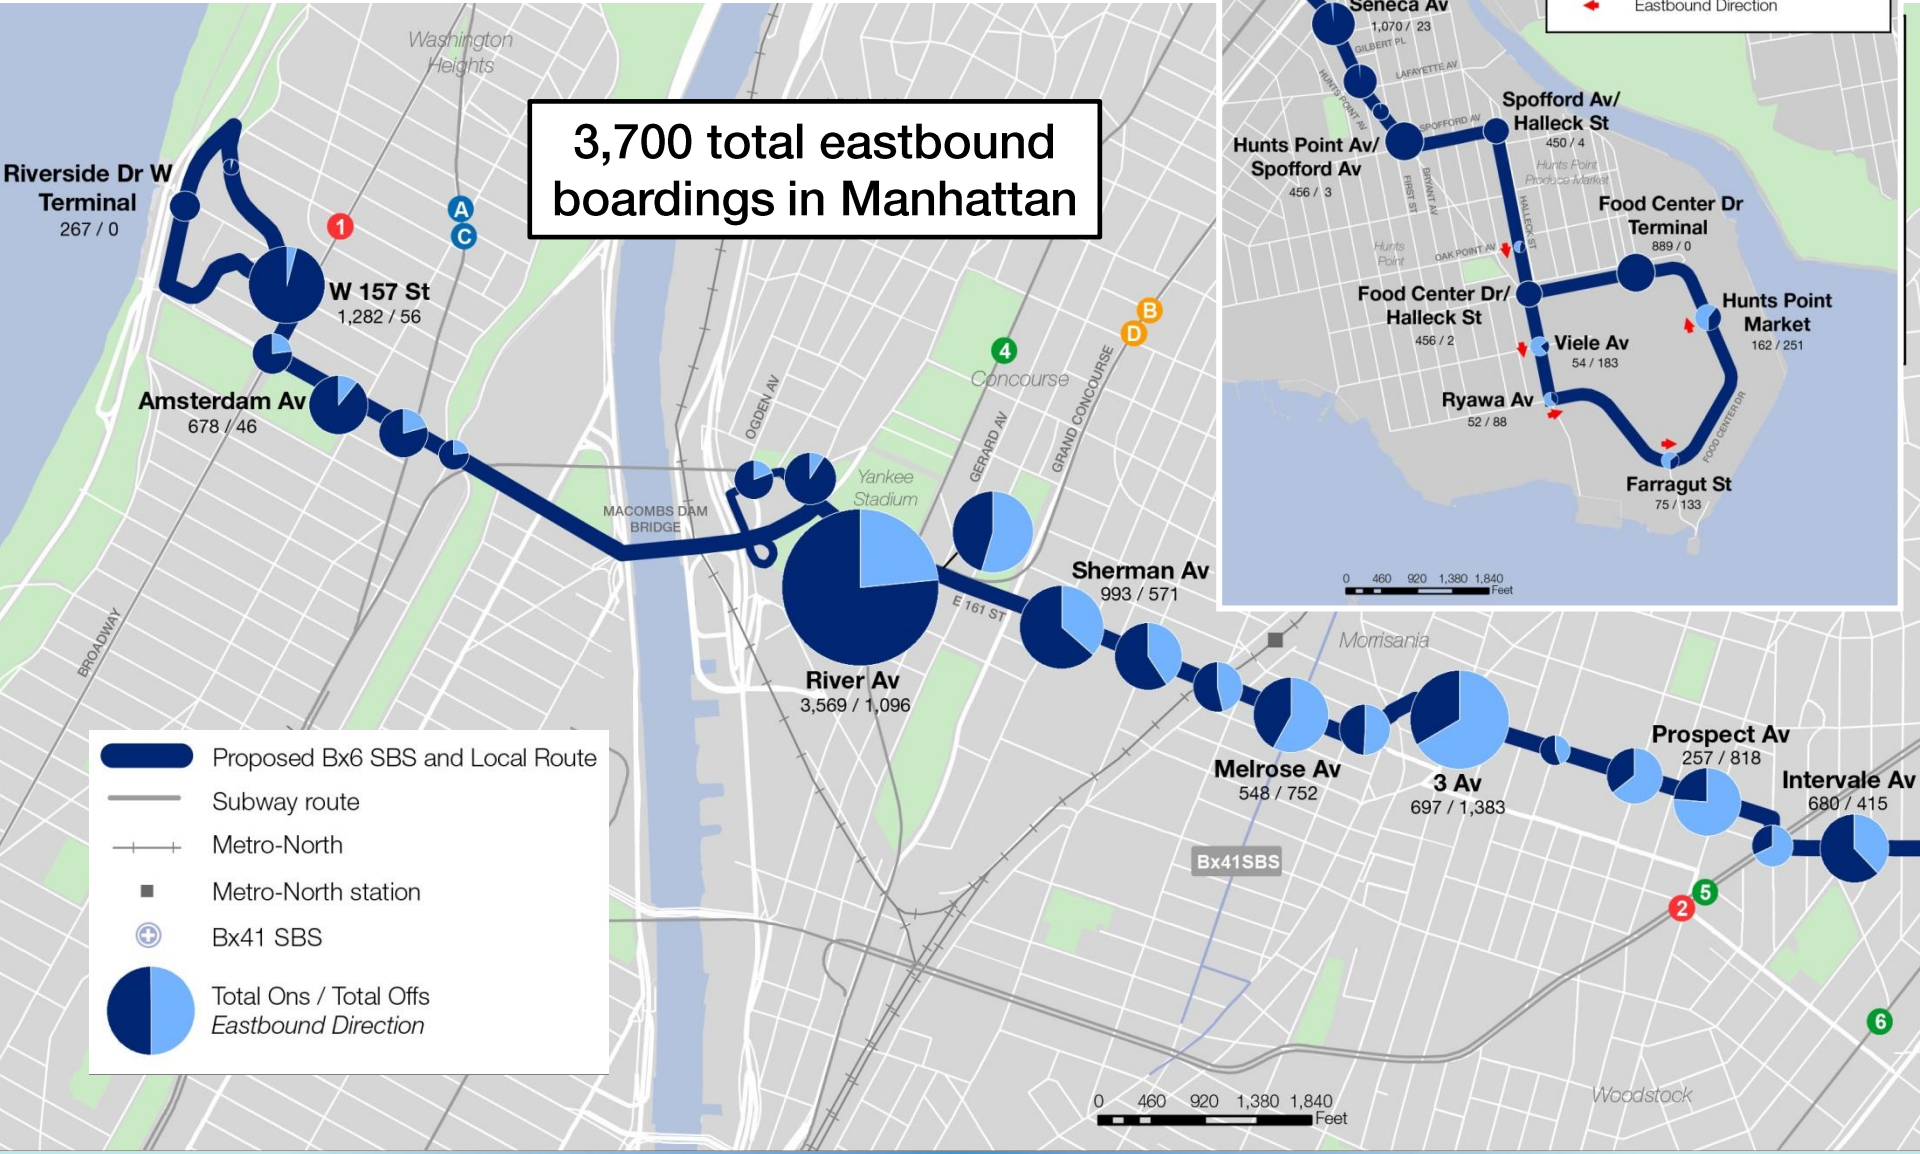 Washington
Heights
3,700 total eastbound
boardings in Manhattan
Riverside Dr W
Terminal
267 / 0
1
A
C
W 157 St
1,282 / 56
Amsterdam Av
678 / 46
BROADWAY
MACOMBS DAM
BRIDGE
OGDEN AV
Yankee
Stadium
4
Concourse
B
D
GERARD AV
GRAND CONCOURSE
E 161 ST
River Av
3,569 / 1,096
Sherman Av
993 / 571
Morrisania
Melrose Av
548 / 752
3 Av
697 / 1,383
Prospect Av
257 / 818
Intervale Av
680 / 415
Bx41SBS
5
2
6
Woodstock
0 460 920 1,380 1,840
Feet
Proposed Bx6 SBS and Local Route
Subway route
Metro-North
Metro-North station
Bx41 SBS
Total Ons / Total Offs
Eastbound Direction
Seneca Av
1,070 / 23
Eastbound Direction
GILBERT PL
LAFAYETTE AV
HUNTS POINT AV
SPOFFORD AV
Spofford Av/
Halleck St
450 / 4
Hunts Point Av/
Spofford Av
456 / 3
FIRST ST
BRYANT AV
Hunts Point
Produce Market
HALLECK ST
Food Center Dr
Terminal
889 / 0
Hunts
Point
OAK POINT AV
Food Center Dr/
Halleck St
456 / 2
Hunts Point
Market
162 / 251
Viele Av
54 / 183
Ryawa Av
52 / 88
FOOD CENTER DR
Farragut St
75 / 133
0 460 920 1,380 1,840
Feet